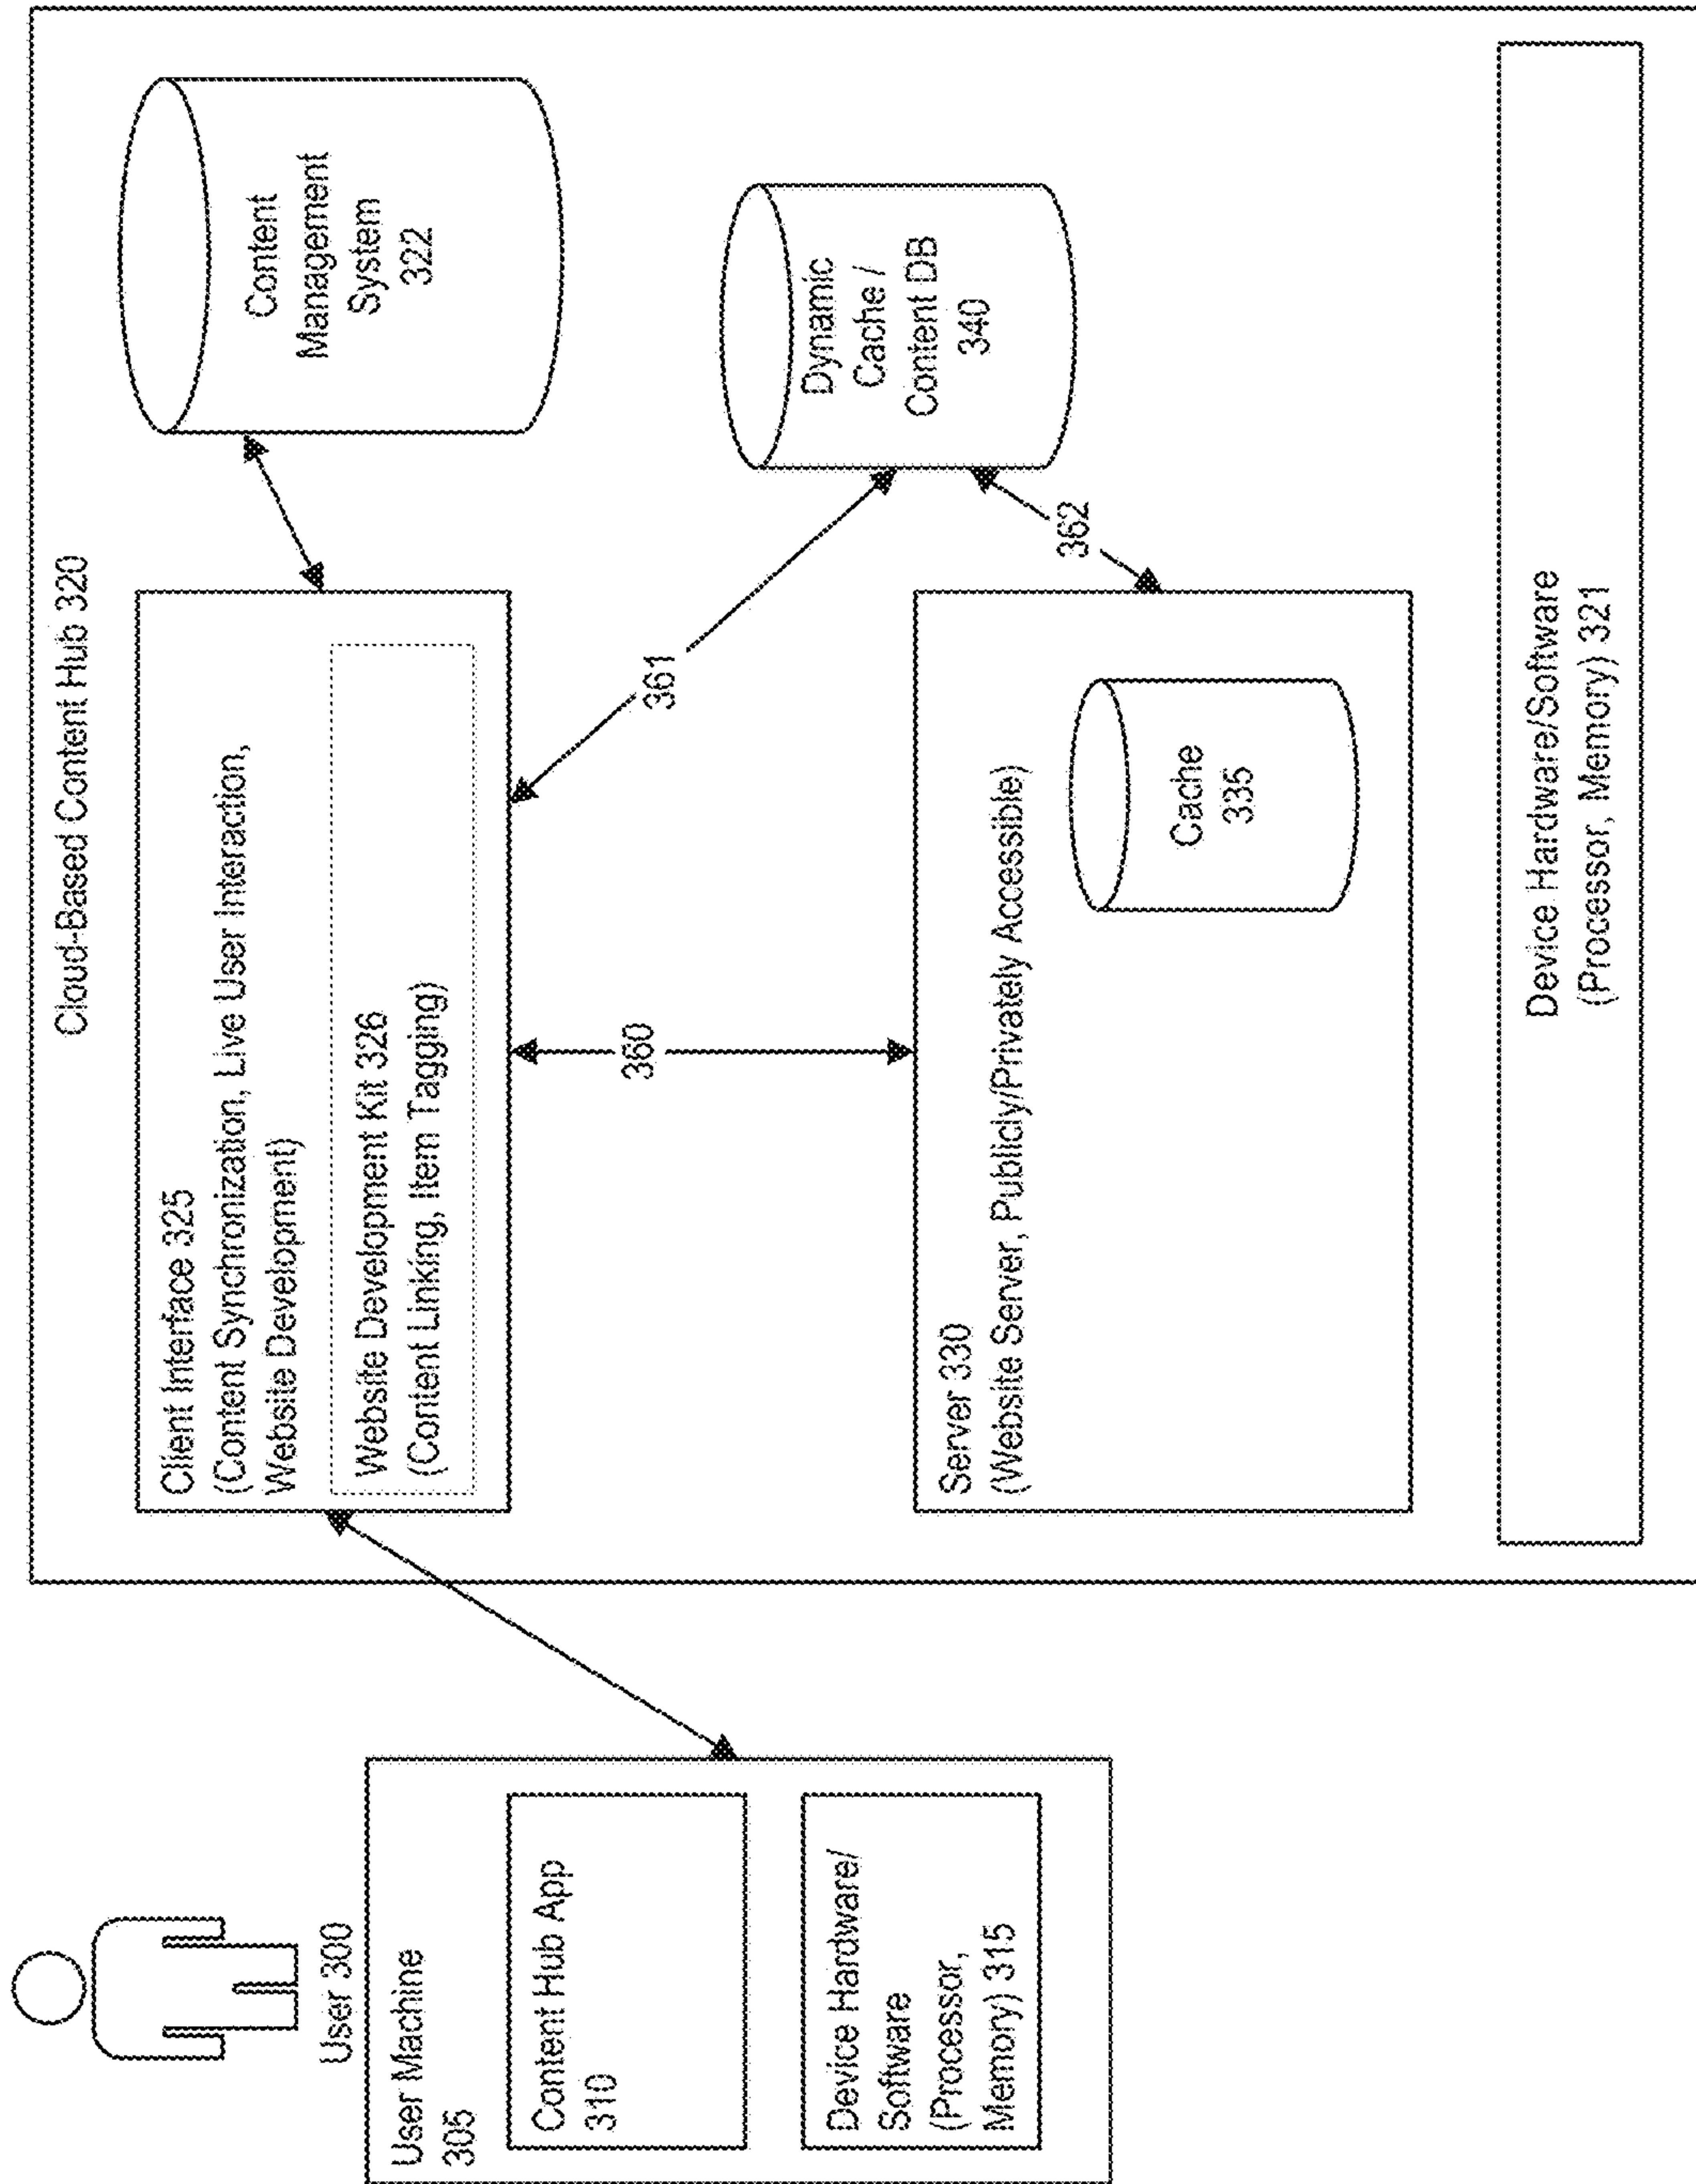 User 300
User Machine
305
Content Hub App
310
Device Hardware/
Software
(Processor,
Memory) 315
Cloud-Based Content Hub 320
Client Interface 325
(Content Synchronization, Live User Interaction,
Website Development)
Website Development Kit 326
(Content Linking, Item Tagging)
Content
Management
System
322
360
361
Dynamic
Cache /
Content DB
340
362
Server 330
(Website Server, Publicly/Privately Accessible)
Cache
335
Device Hardware/Software
(Processor, Memory) 321